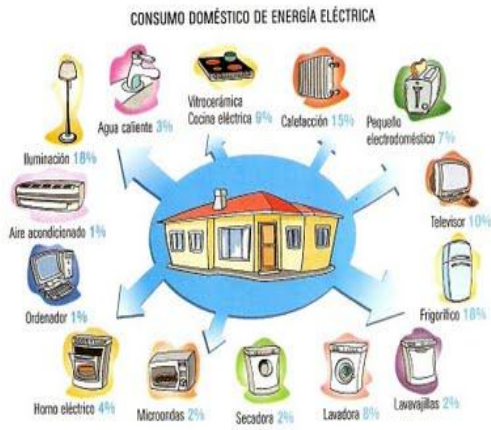 CONSUMO DOMÉSTICO DE ENERGÍA ELÉCTRICA
Iluminación 18%
Agua caliente 3%
Vitrocerámica
Cocina eléctrica 9%
Calefacción 15%
Pequeño
electrodoméstico 7%
Aire acondicionado 1%
Televisor 10%
Ordenador 1%
Frigorífico 18%
Horno eléctrico 4%
Microondas 2%
Secadora 2%
Lavadora 8%
Lavavajillas 2%